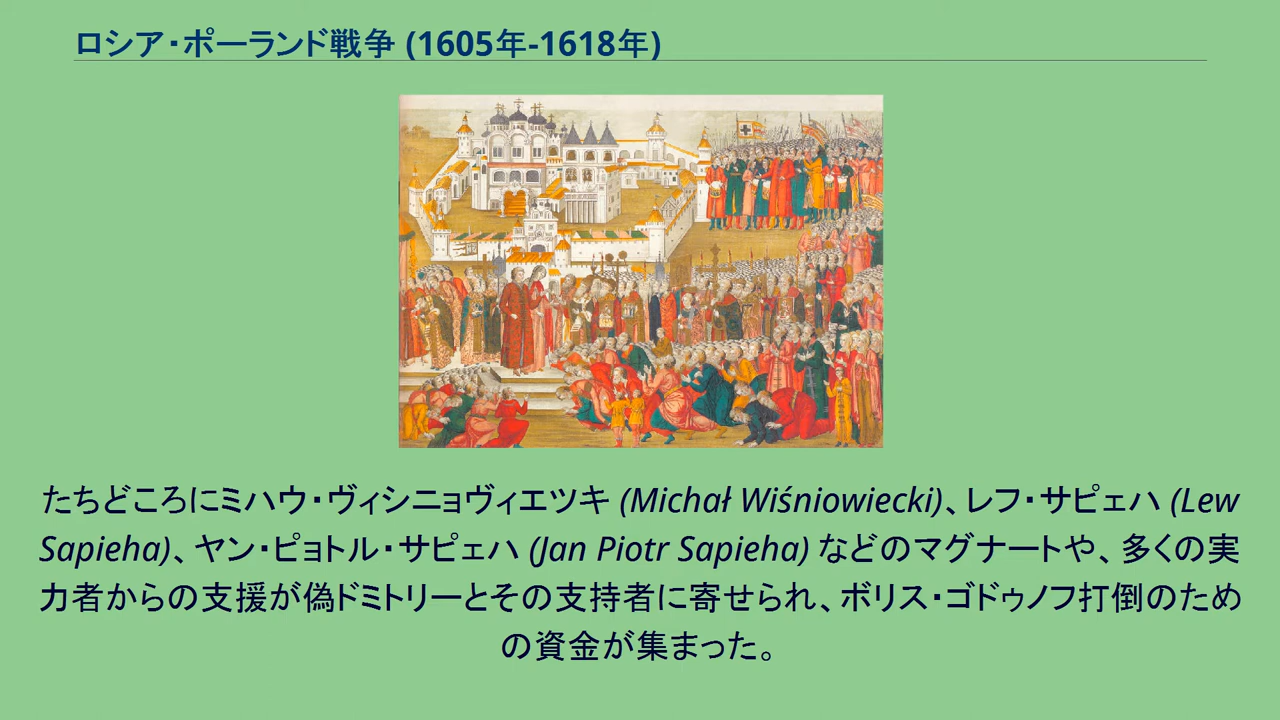 ロシア・ポーランド戦争 (1605年-1618年)
たちどころにミハウ・ヴィシニョヴィエツキ (Michał Wiśniowiecki)、レフ・サピェハ (Lew
Sapieha)、ヤン・ピョトル・サピェハ (Jan Piotr Sapieha) などのマグナートや、多くの実
力者からの支援が偽ドミトリーとその支持者に寄せられ、ボリス・ゴドゥノフ打倒のため
の資金が集まった。